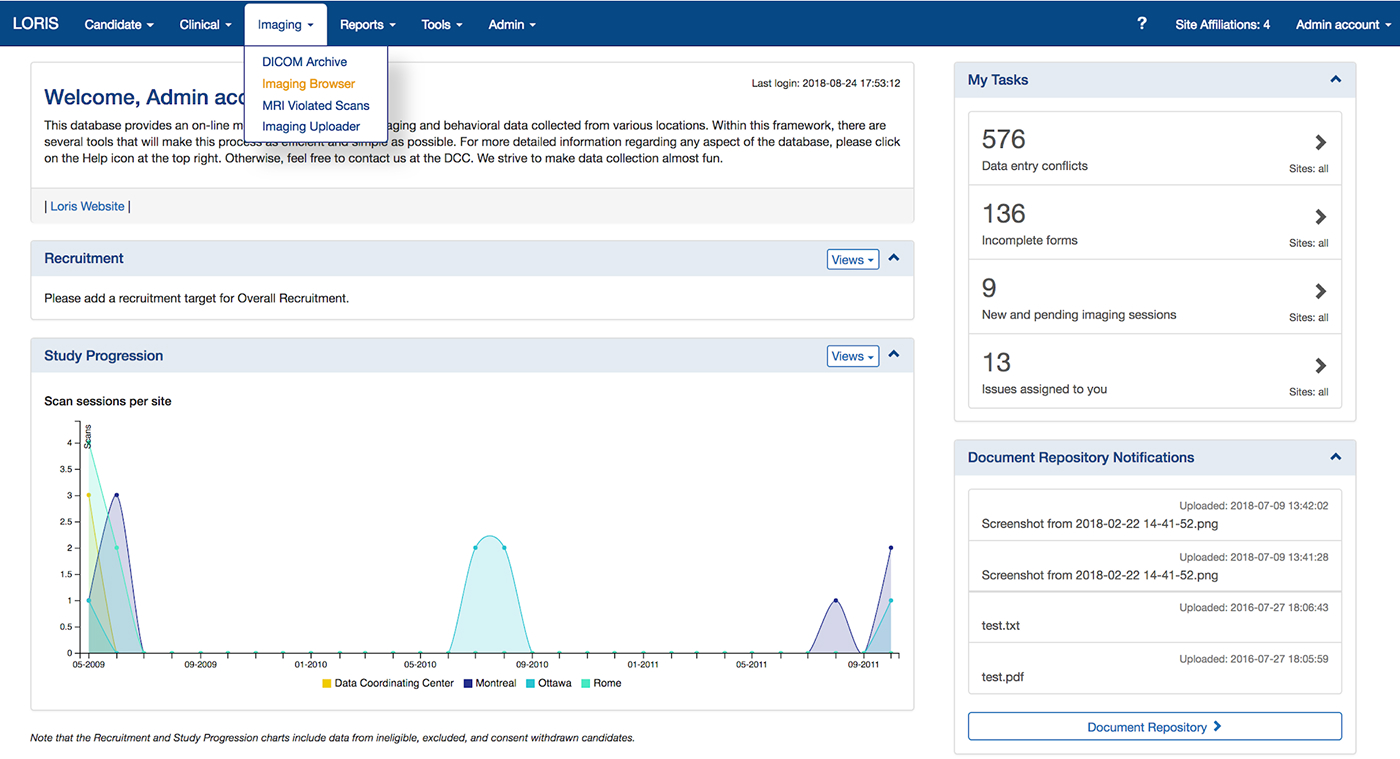 LORIS Candidate Clinical Imaging Reports Tools Admin ? Site Affiliations: 4 Admin account
DICOM Archive
Imaging Browser
MRI Violated Scans
Imaging Uploader
Last login: 2018-08-24 17:53:12
Welcome, Admin acc
This database provides an on-line m aging and behavioral data collected from various locations. Within this framework, there are
several tools that will make this process as efficient and simple as possible. For more detailed information regarding any aspect of the database, please click
on the Help icon at the top right. Otherwise, feel free to contact us at the DCC. We strive to make data collection almost fun.
| Loris Website |
Recruitment Views
Please add a recruitment target for Overall Recruitment.
Study Progression Views
Scan sessions per site
Scans
4
3.5
3
2.5
2
1.5
1
0.5
0
05-2009 09-2009 01-2010 05-2010 09-2010 01-2011 05-2011 09-2011
Data Coordinating Center Montreal Ottawa Rome
Note that the Recruitment and Study Progression charts include data from ineligible, excluded, and consent withdrawn candidates.
My Tasks
576
Data entry conflicts Sites: all
136
Incomplete forms Sites: all
9
New and pending imaging sessions Sites: all
13
Issues assigned to you Sites: all
Document Repository Notifications
Uploaded: 2018-07-09 13:42:02
Screenshot from 2018-02-22 14-41-52.png
Uploaded: 2018-07-09 13:41:28
Screenshot from 2018-02-22 14-41-52.png
Uploaded: 2016-07-27 18:06:43
test.txt
Uploaded: 2016-07-27 18:05:59
test.pdf
Document Repository